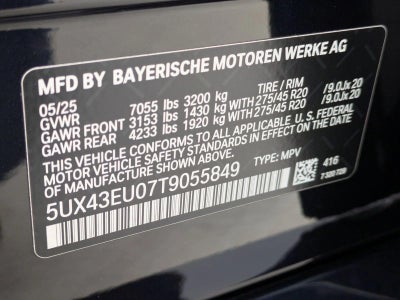 MFD BY BAYERISCHE MOTOREN WERKE AG
05/25 7055 lbs 3200 kg TIRE / RIM
GVWR
GAWR FRONT 3153 lbs 1430 kg WITH 275/45 R20 /9.0Jx20
GAWR REAR 4233 lbs 1920 kg WITH 275/45 R20 /9.0Jx20
THIS VEHICLE CONFORMS TO ALL APPLICABLE U. S. FEDERAL
MOTOR VEHICLE SAFETY STANDARDS IN EFFECT ON THE DATE
OF MANUFACTURE SHOWN ABOVE.
5UX43EU07T9055849 TYPE: MPV
416
7 320 729